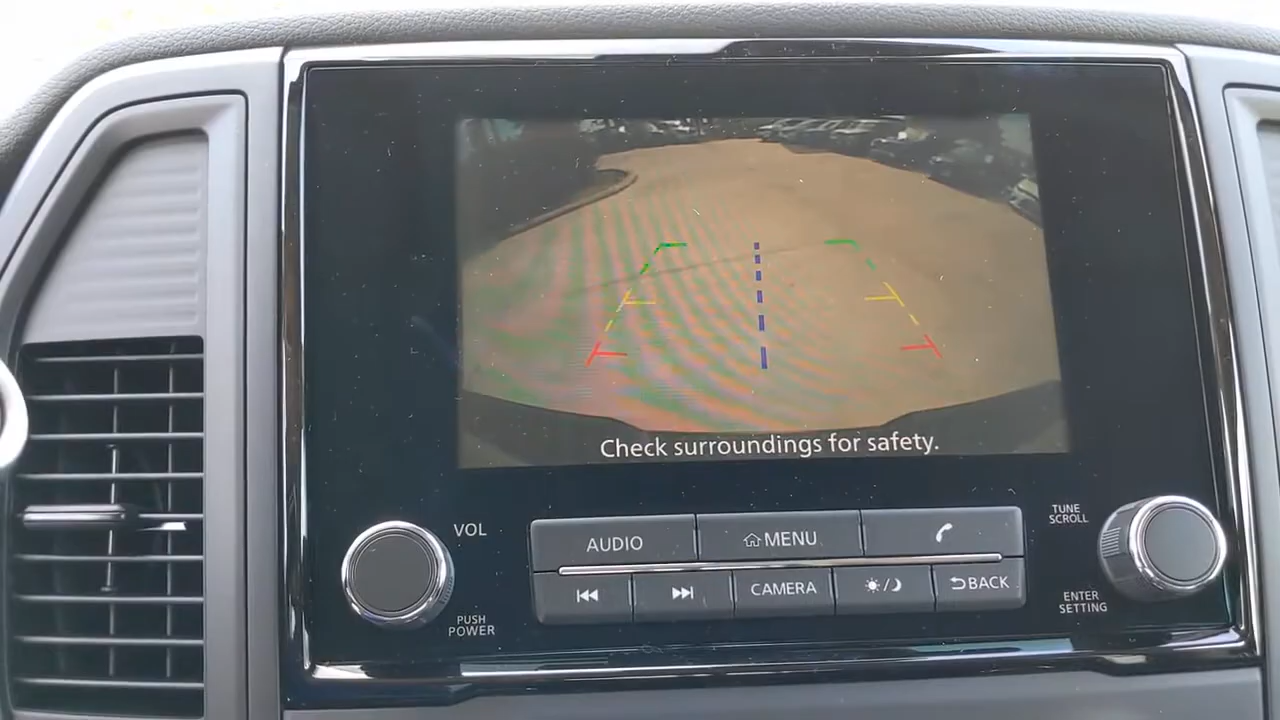 Check surroundings for safety.
VOL
PUSH
POWER
AUDIO
MENU
CAMERA
BACK
TUNE
SCROLL
ENTER
SETTING